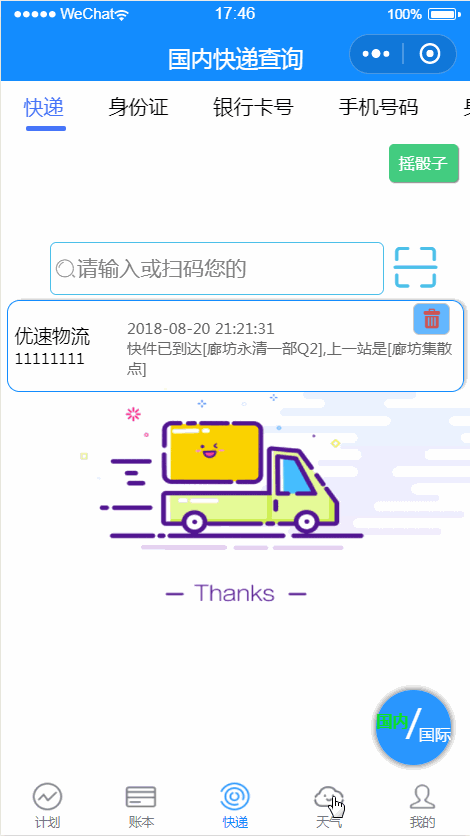 WeChat 17:46 100%
国内快递查询
快递 身份证 银行卡号 手机号码
摇骰子
请输入或扫码您的
优速物流
11111111
2018-08-20 21:21:31
快件已到达[廊坊永清一部Q2],上一站是[廊坊集散
点]
— Thanks —
国内/国际
计划 账本 快递 天气 我的